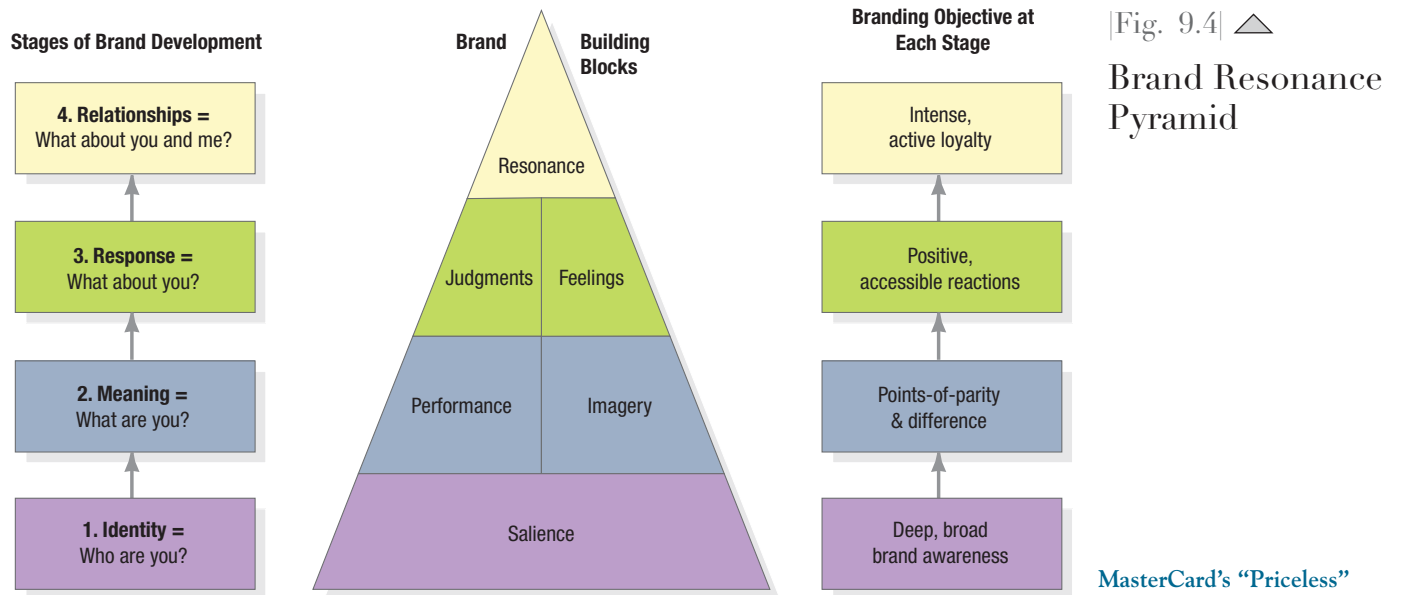 Stages of Brand Development
4. Relationships =
What about you and me?
3. Response =
What about you?
2. Meaning =
What are you?
1. Identity =
Who are you?
Brand
Building
Blocks
Resonance
Judgments
Feelings
Performance
Imagery
Salience
Branding Objective at
Each Stage
Intense,
active loyalty
Positive,
accessible reactions
Points-of-parity
& difference
Deep, broad
brand awareness
|Fig. 9.4|
Brand Resonance
Pyramid
MasterCard’s “Priceless”